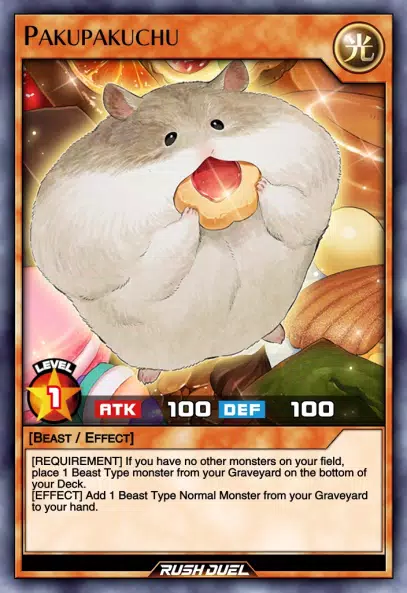 PAKUPAKUCHU
光
LEVEL
1
ATK 100 DEF 100
[BEAST / EFFECT]
[REQUIREMENT] If you have no other monsters on your field,
place 1 Beast Type monster from your Graveyard on the bottom of
your Deck.
[EFFECT] Add 1 Beast Type Normal Monster from your Graveyard
to your hand.
RUSH DUEL